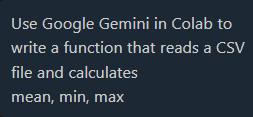 Use Google Gemini in Colab to
write a function that reads a CSV
file and calculates
mean, min, max